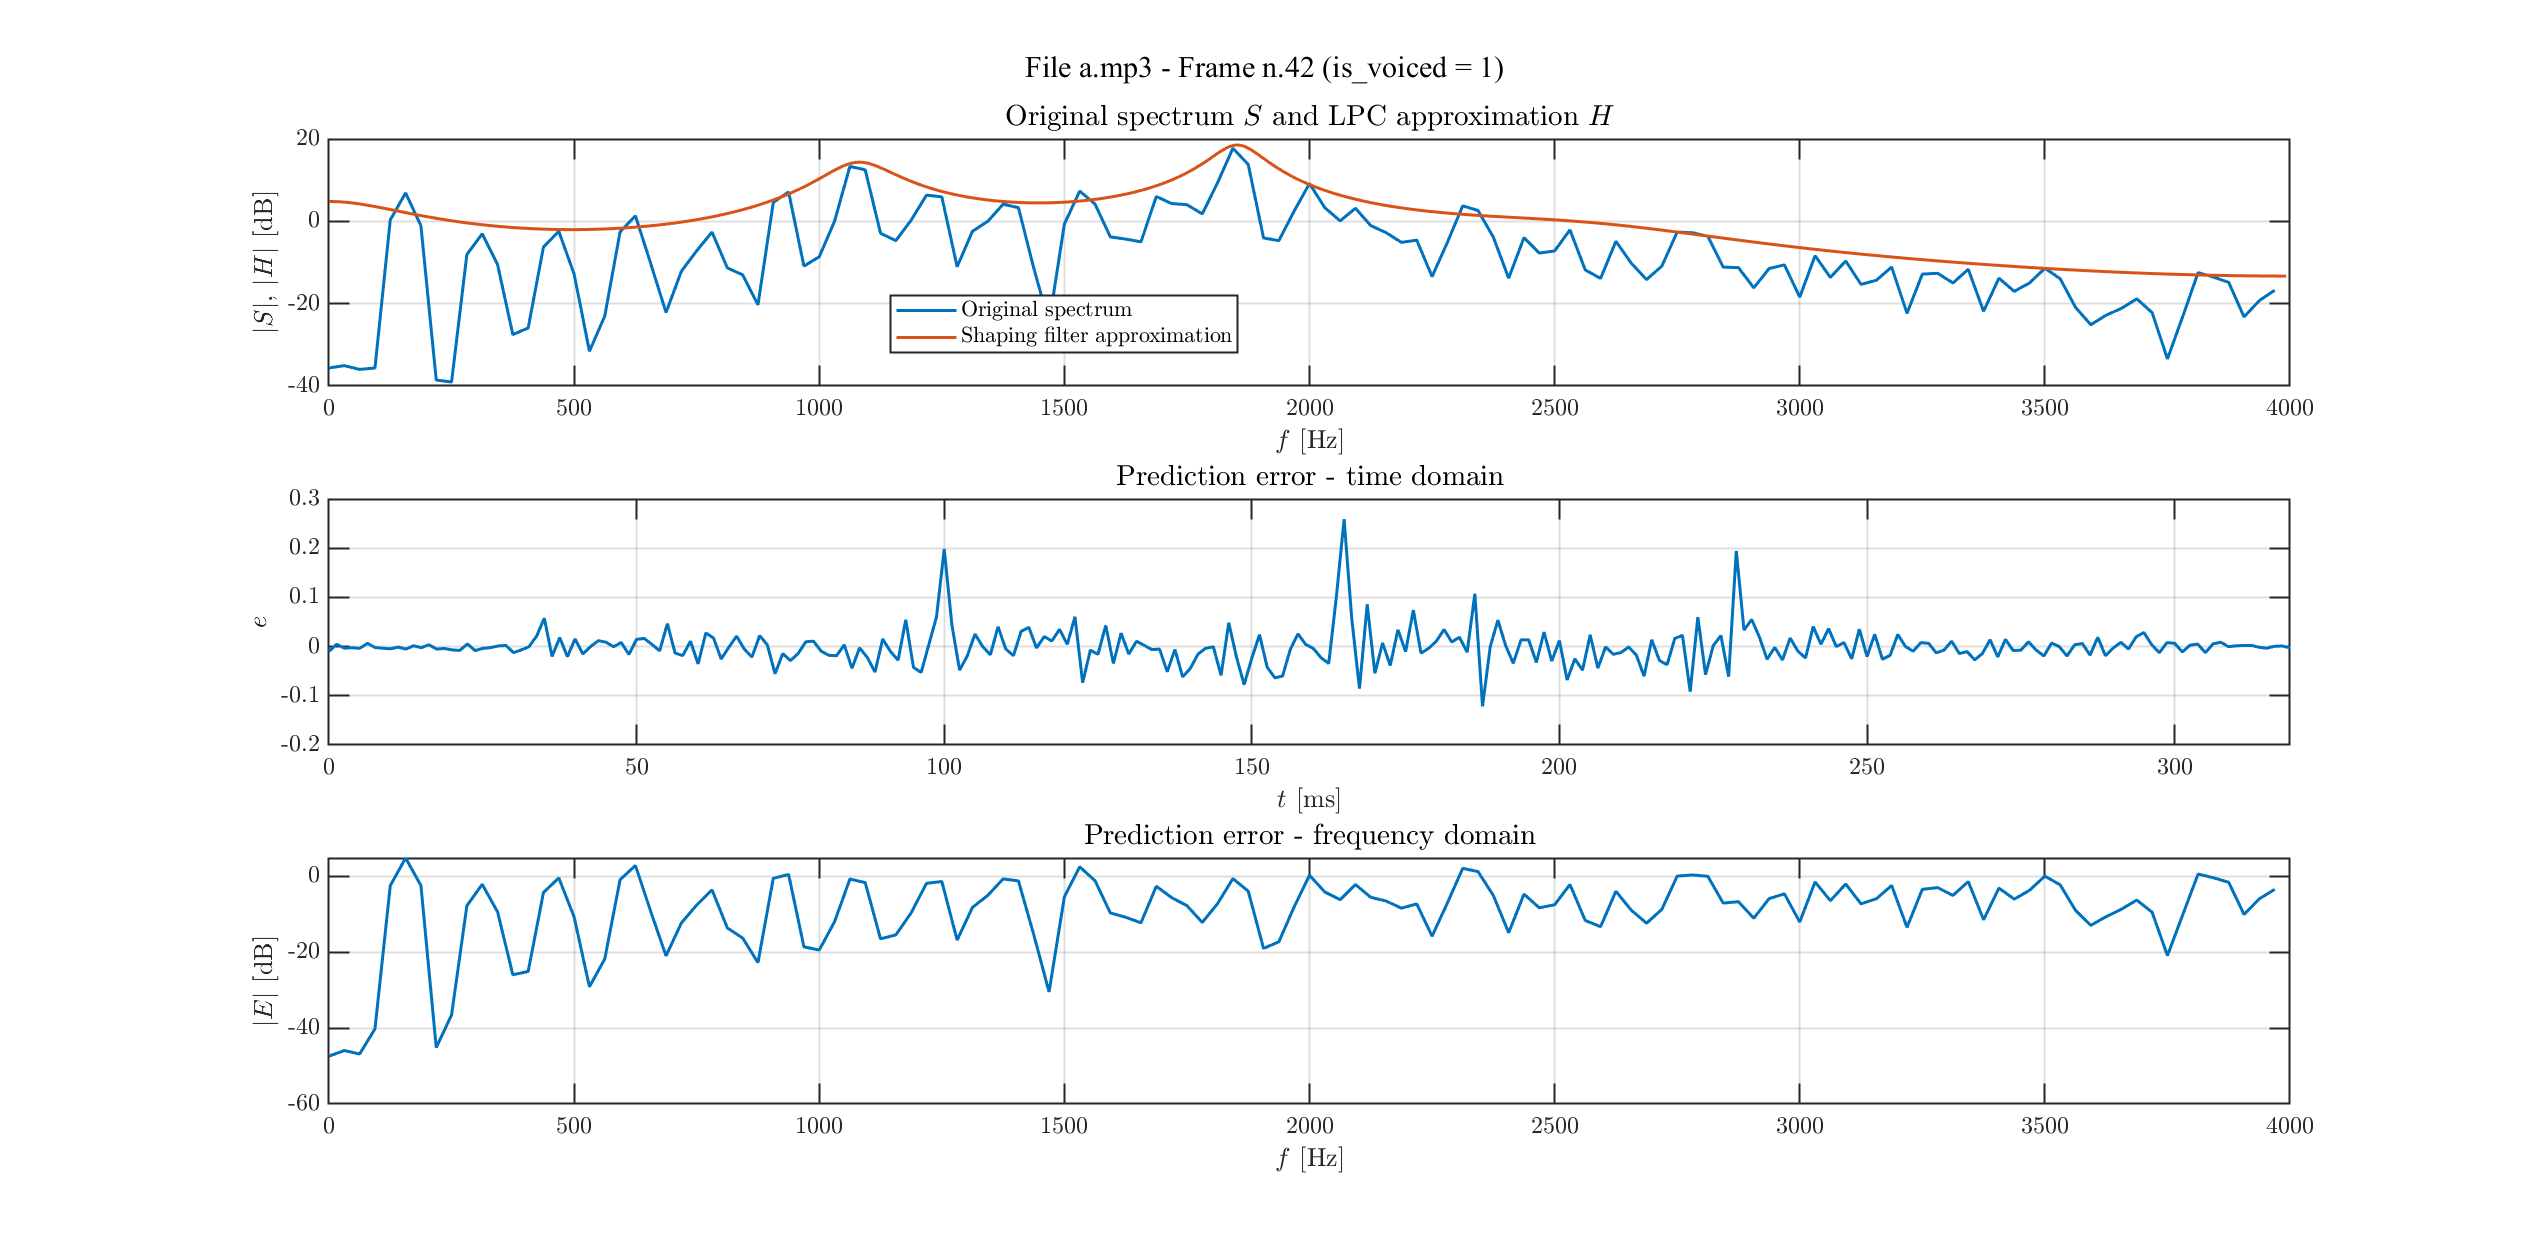 File a.mp3 - Frame n.42 (is_voiced = 1)
Original spectrum S and LPC approximation H
20
0
-20
-40
|S|, |H| [dB]
Original spectrum
Shaping filter approximation
0 500 1000 1500 2000 2500 3000 3500 4000
f [Hz]
Prediction error - time domain
0.3
0.2
0.1
0
-0.1
-0.2
e
0 50 100 150 200 250 300
t [ms]
Prediction error - frequency domain
0
-20
-40
-60
|E| [dB]
0 500 1000 1500 2000 2500 3000 3500 4000
f [Hz]